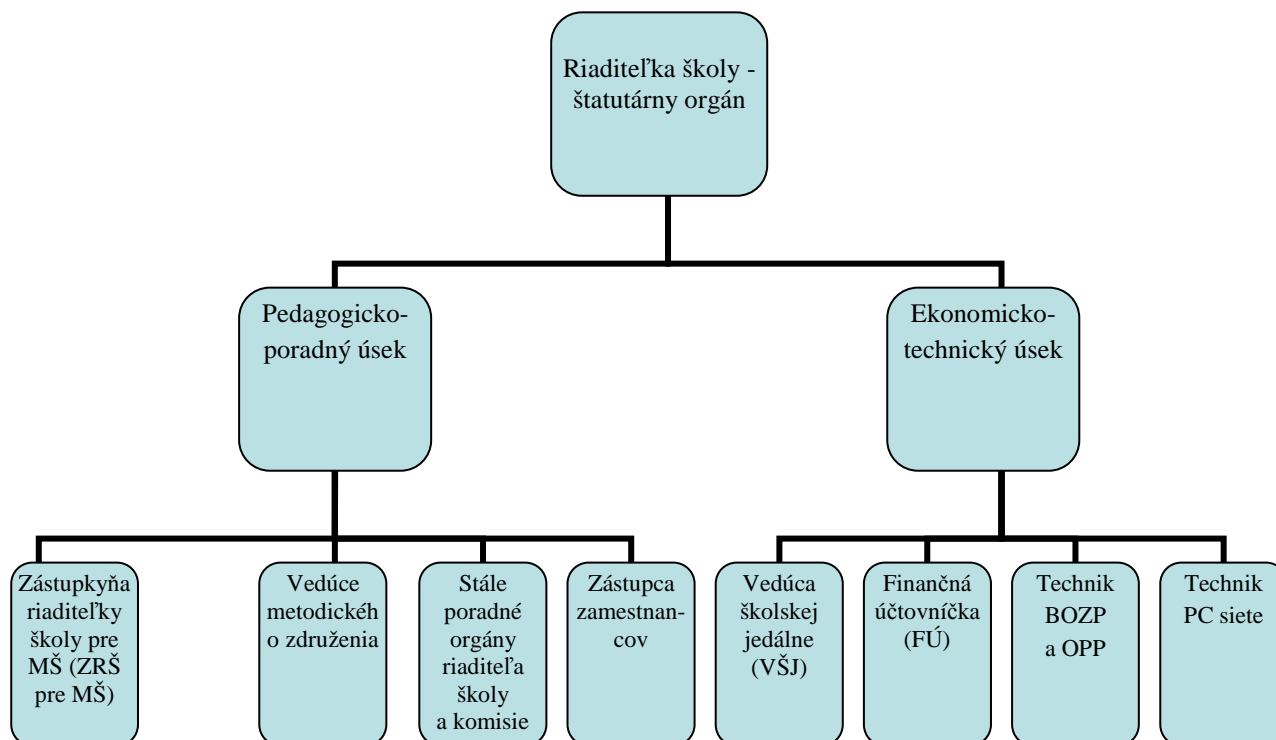 Riaditeľka školy -
štatutárny orgán
Pedagogicko-
poradný úsek
Ekonomicko-
technický úsek
Zástupkyňa
riaditeľky
školy pre
MŠ (ZRŠ
pre MŠ)
Vedúce
metodickéh
o združenia
Stále
poradné
orgány
riaditeľa
školy
a komisie
Zástupca
zamestnan-
cov
Vedúca
školskej
jedálne
(VŠJ)
Finančná
účtovníčka
(FÚ)
Technik
BOZP
a OPP
Technik
PC siete